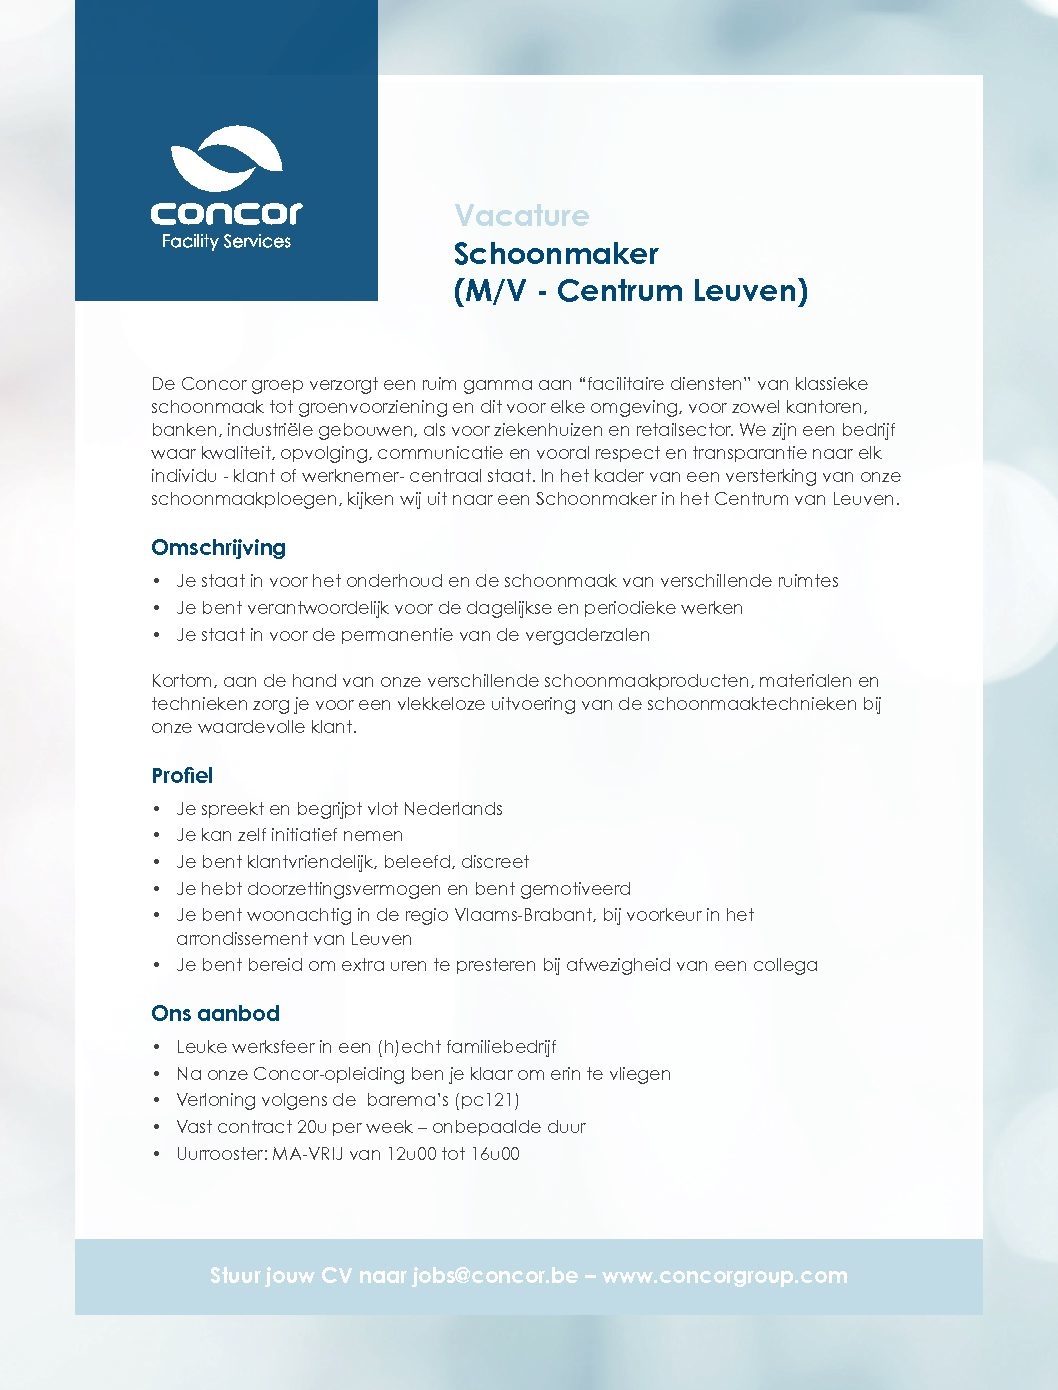 concor
Facility Services
Vacature
Schoonmaker
(M/V - Centrum Leuven)
De Concor groep verzorgt een ruim gamma aan “facilitaire diensten” van klassieke
schoonmaak tot groenvoorziening en dit voor elke omgeving, voor zowel kantoren,
banken, industriële gebouwen, als voor ziekenhuizen en retailsector. We zijn een bedrijf
waar kwaliteit, opvolging, communicatie en vooral respect en transparantie naar elk
individu - klant of werknemer- centraal staat. In het kader van een versterking van onze
schoonmaakploegen, kijken wij uit naar een Schoonmaker in het Centrum van Leuven.
Omschrijving
• Je staat in voor het onderhoud en de schoonmaak van verschillende ruimtes
• Je bent verantwoordelijk voor de dagelijkse en periodieke werken
• Je staat in voor de permanentie van de vergaderzalen
Kortom, aan de hand van onze verschillende schoonmaakproducten, materialen en
technieken zorg je voor een vlekkeloze uitvoering van de schoonmaaktechnieken bij
onze waardevolle klant.
Profiel
• Je spreekt en begrijpt vlot Nederlands
• Je kan zelf initiatief nemen
• Je bent klantvriendelijk, beleefd, discreet
• Je hebt doorzettingsvermogen en bent gemotiveerd
• Je bent woonachtig in de regio Vlaams-Brabant, bij voorkeur in het
arrondissement van Leuven
• Je bent bereid om extra uren te presteren bij afwezigheid van een collega
Ons aanbod
• Leuke werksfeer in een (h)echt familiebedrijf
• Na onze Concor-opleiding ben je klaar om erin te vliegen
• Verloning volgens de barema’s (pc121)
• Vast contract 20u per week – onbepaalde duur
• Uurrooster: MA-VRIJ van 12u00 tot 16u00
Stuur jouw CV naar jobs@concor.be – www.concorgroup.com